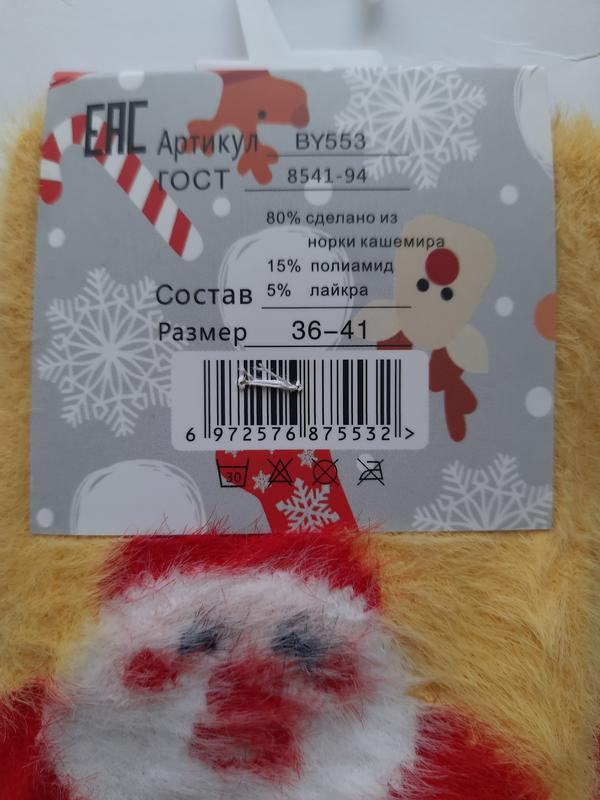 EAC
Артикул BY553
ГОСТ 8541-94
80% сделано из
норки кашемира
15% полиамид
Состав 5% лайкра
Размер 36-41
6 972576 875532 >
30